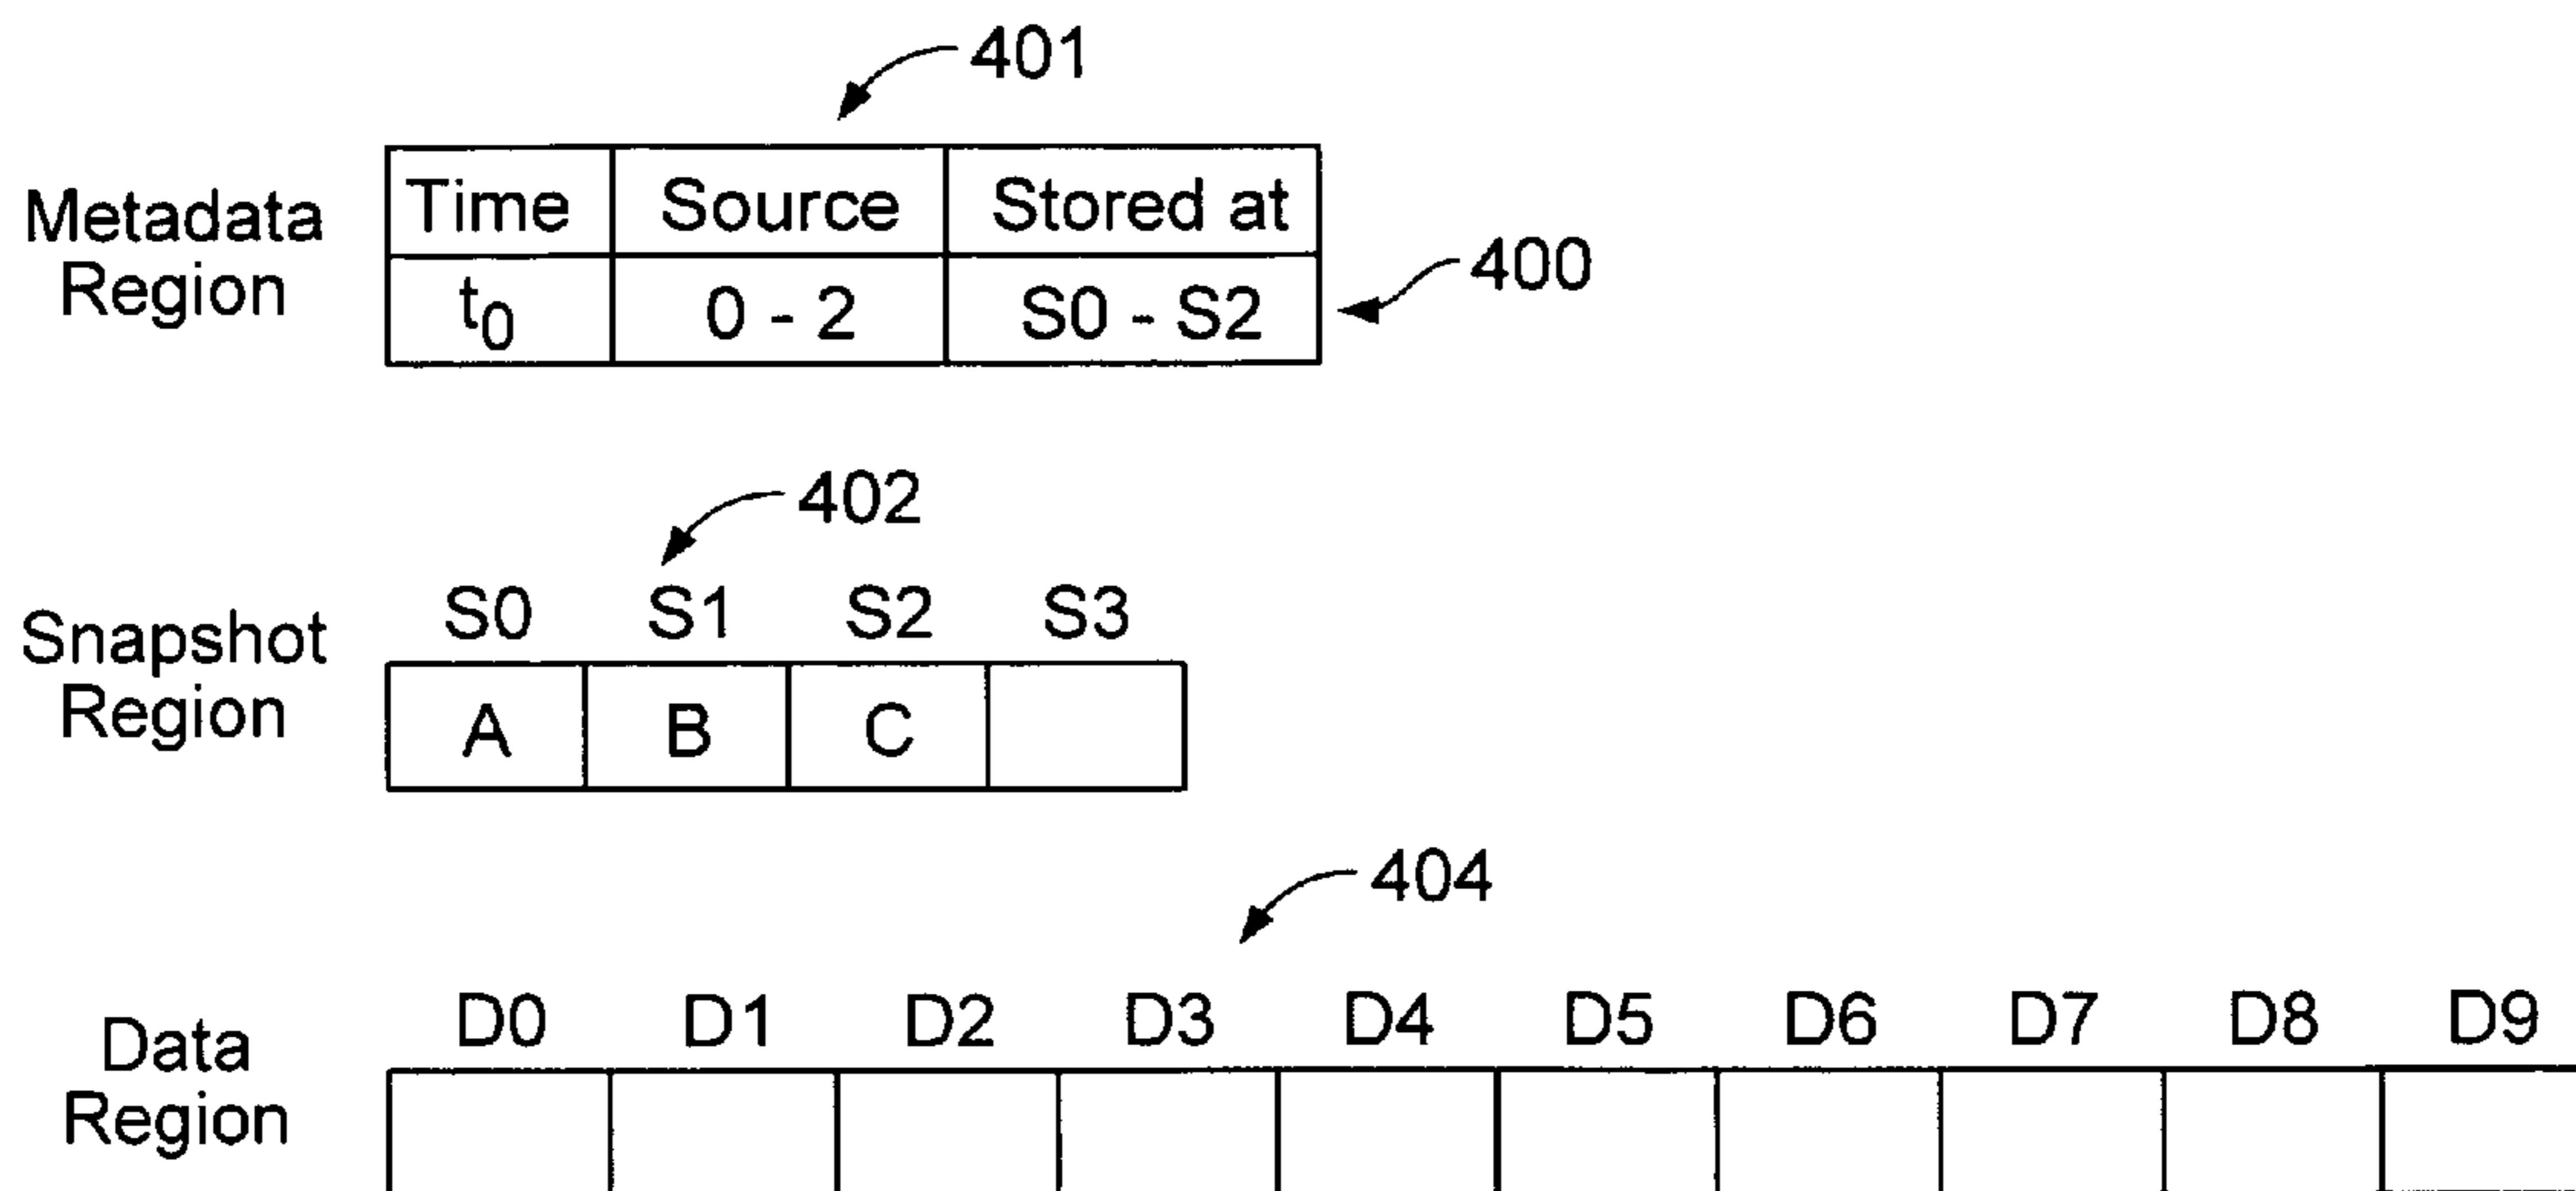 401
Metadata
Region
Time Source Stored at
t0 0 - 2 S0 - S2
400
402
Snapshot
Region
S0 S1 S2 S3
A B C
404
Data
Region
D0 D1 D2 D3 D4 D5 D6 D7 D8 D9